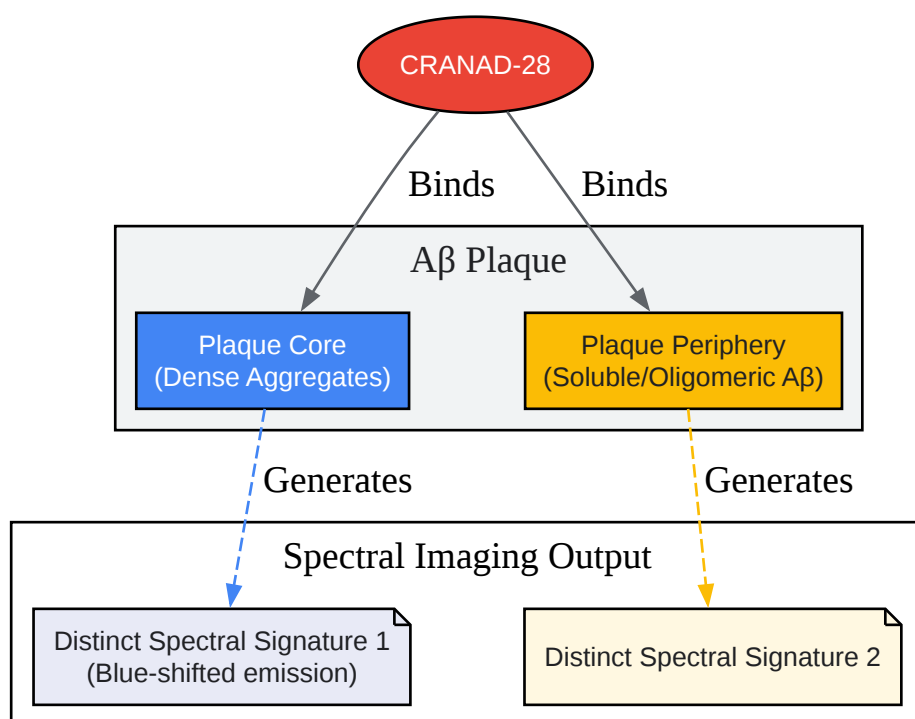 CRANAD-28
Binds
Binds
Aβ Plaque
Plaque Core
(Dense Aggregates)
Plaque Periphery
(Soluble/Oligomeric Aβ)
Generates
Generates
Spectral Imaging Output
Distinct Spectral Signature 1
(Blue-shifted emission)
Distinct Spectral Signature 2